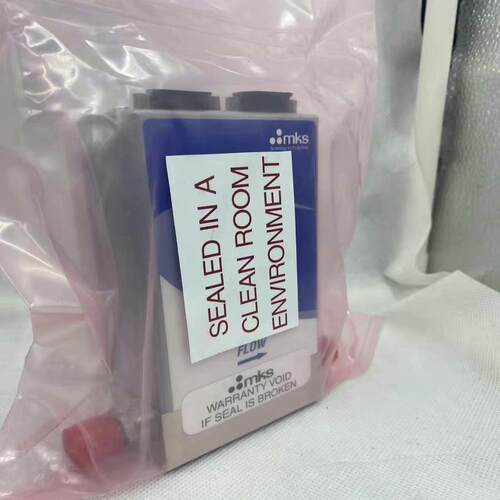 mks
SEALED IN A
CLEAN ROOM
ENVIRONMENT
FLOW
mks
WARRANTY VOID
IF SEAL IS BROKEN